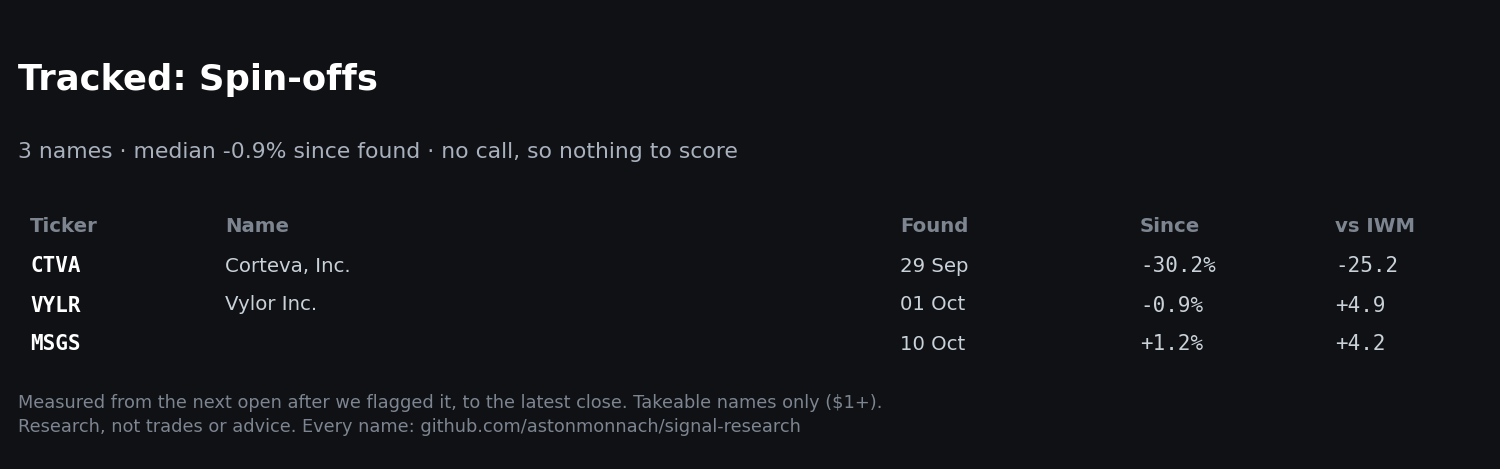 Tracked: Spin-offs
3 names · median -0.9% since found · no call, so nothing to score
Ticker Name Found Since vs IWM
CTVA Corteva, Inc. 29 Sep -30.2% -25.2
VYLR Vylor Inc. 01 Oct -0.9% +4.9
MSGS 10 Oct +1.2% +4.2
Measured from the next open after we flagged it, to the latest close. Takeable names only ($1+).
Research, not trades or advice. Every name: github.com/astonmonnach/signal-research